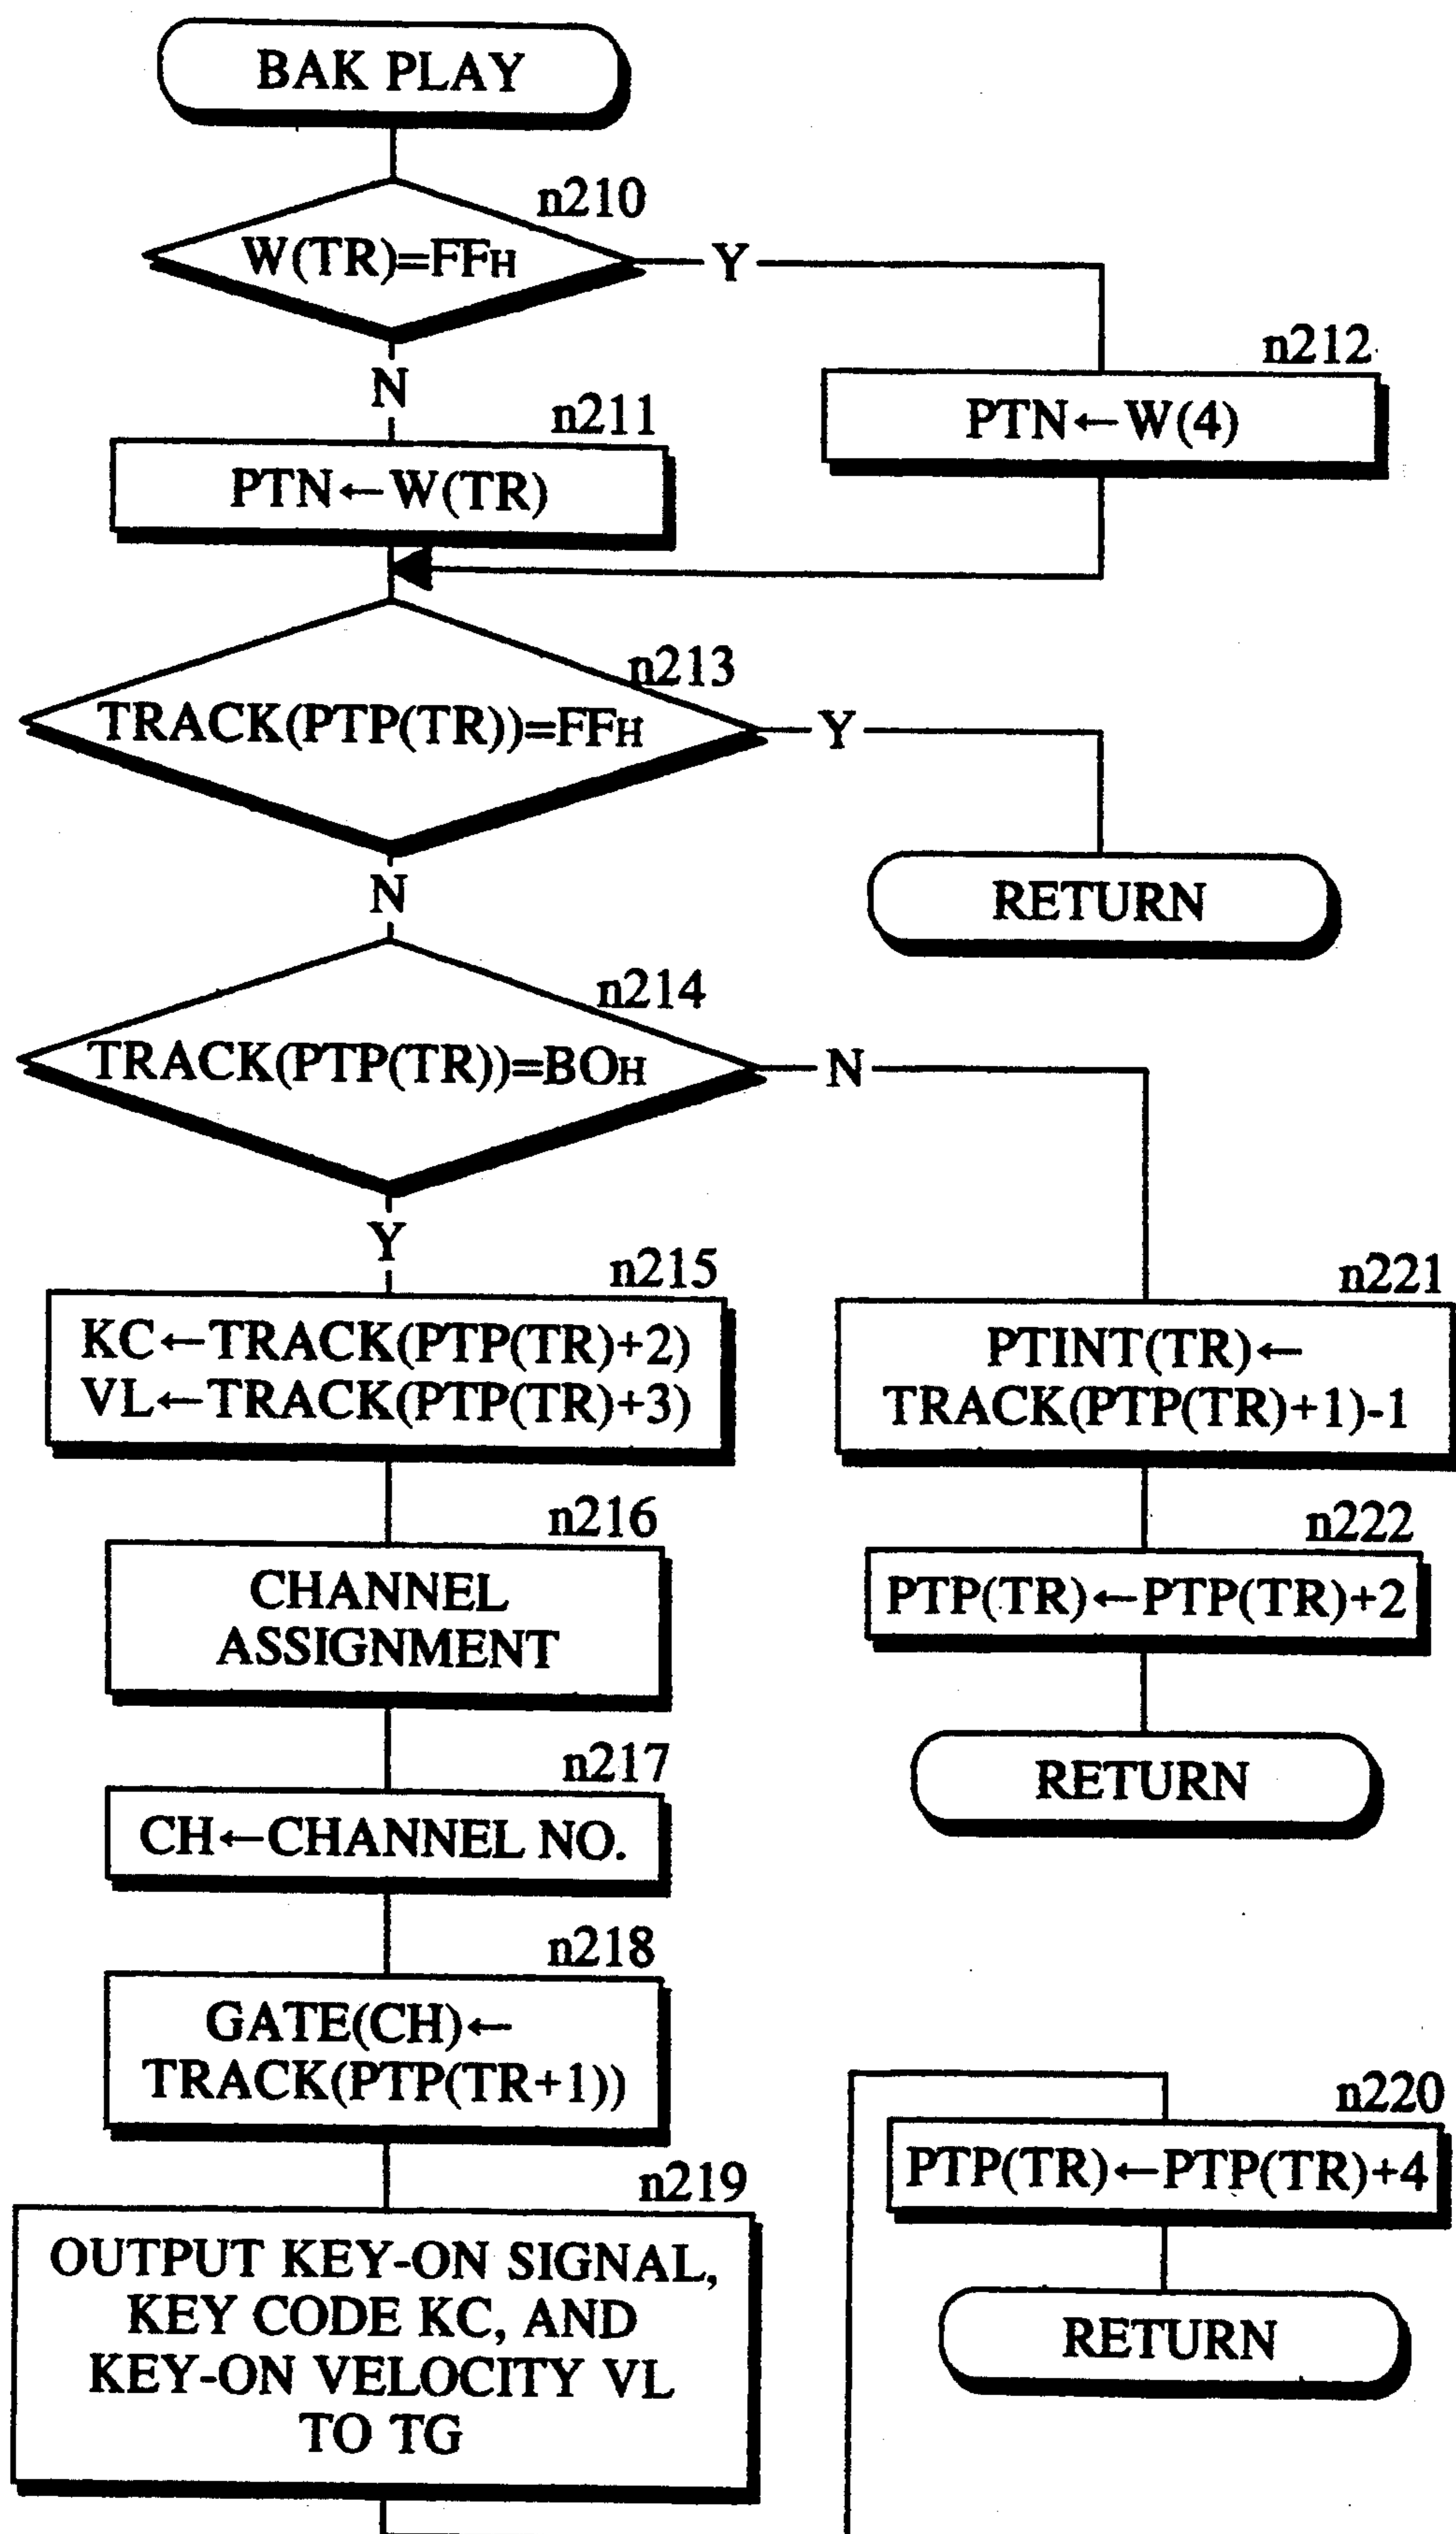 BAK PLAY
n210
W(TR)=FFH
Y
N
n212
PTN←W(4)
n211
PTN←W(TR)
n213
TRACK(PTP(TR))=FFH
Y
N
RETURN
n214
TRACK(PTP(TR))=BOH
N
Y
n215
KC←TRACK(PTP(TR)+2)
VL←TRACK(PTP(TR)+3)
n221
PTINT(TR)←
TRACK(PTP(TR)+1)-1
n216
CHANNEL
ASSIGNMENT
n222
PTP(TR)←PTP(TR)+2
RETURN
n217
CH←CHANNEL NO.
n218
GATE(CH)←
TRACK(PTP(TR+1))
n219
OUTPUT KEY-ON SIGNAL,
KEY CODE KC, AND
KEY-ON VELOCITY VL
TO TG
n220
PTP(TR)←PTP(TR)+4
RETURN